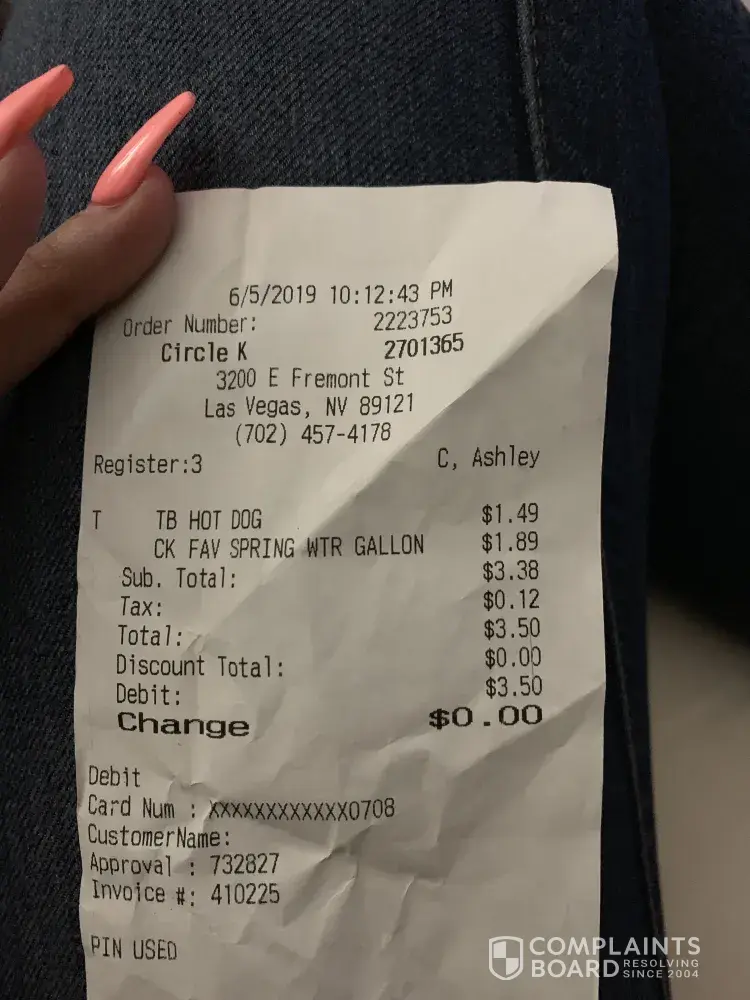 6/5/2019 10:12:43 PM
Order Number: 2223753
Circle K 2701365
3200 E Fremont St
Las Vegas, NV 89121
(702) 457-4178
Register:3 C, Ashley
T TB HOT DOG $1.49
CK FAV SPRING WTR GALLON $1.89
Sub. Total: $3.38
Tax: $0.12
Total: $3.50
Discount Total: $0.00
Debit: $3.50
Change $0.00
Debit
Card Num : XXXXXXXXXXXX0708
CustomerName:
Approval : 732827
Invoice #: 410225
PIN USED
COMPLAINTS
BOARD RESOLVING
SINCE 2004